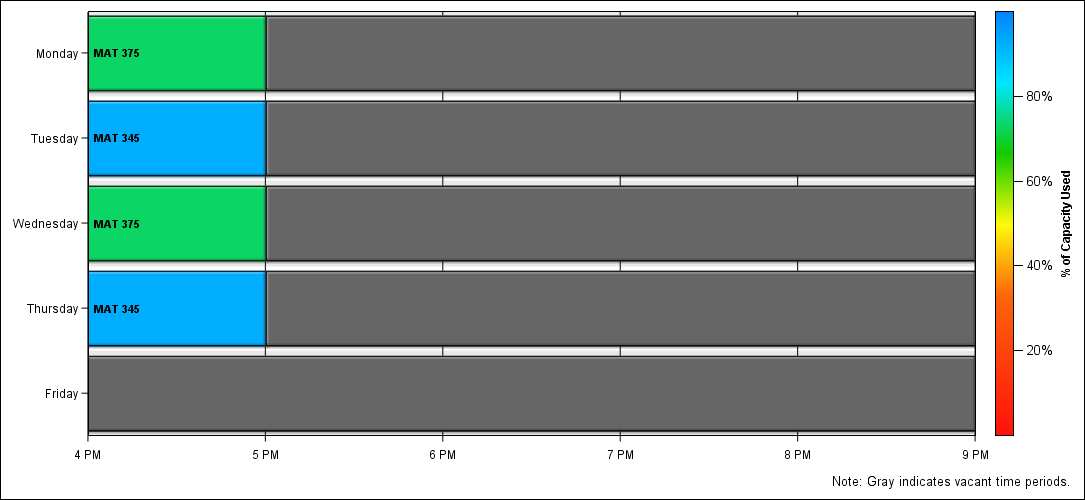 Monday
MAT 375
Tuesday
MAT 345
Wednesday
MAT 375
Thursday
MAT 345
Friday
4 PM 5 PM 6 PM 7 PM 8 PM 9 PM
80%
60%
40%
20%
% of Capacity Used
Note: Gray indicates vacant time periods.